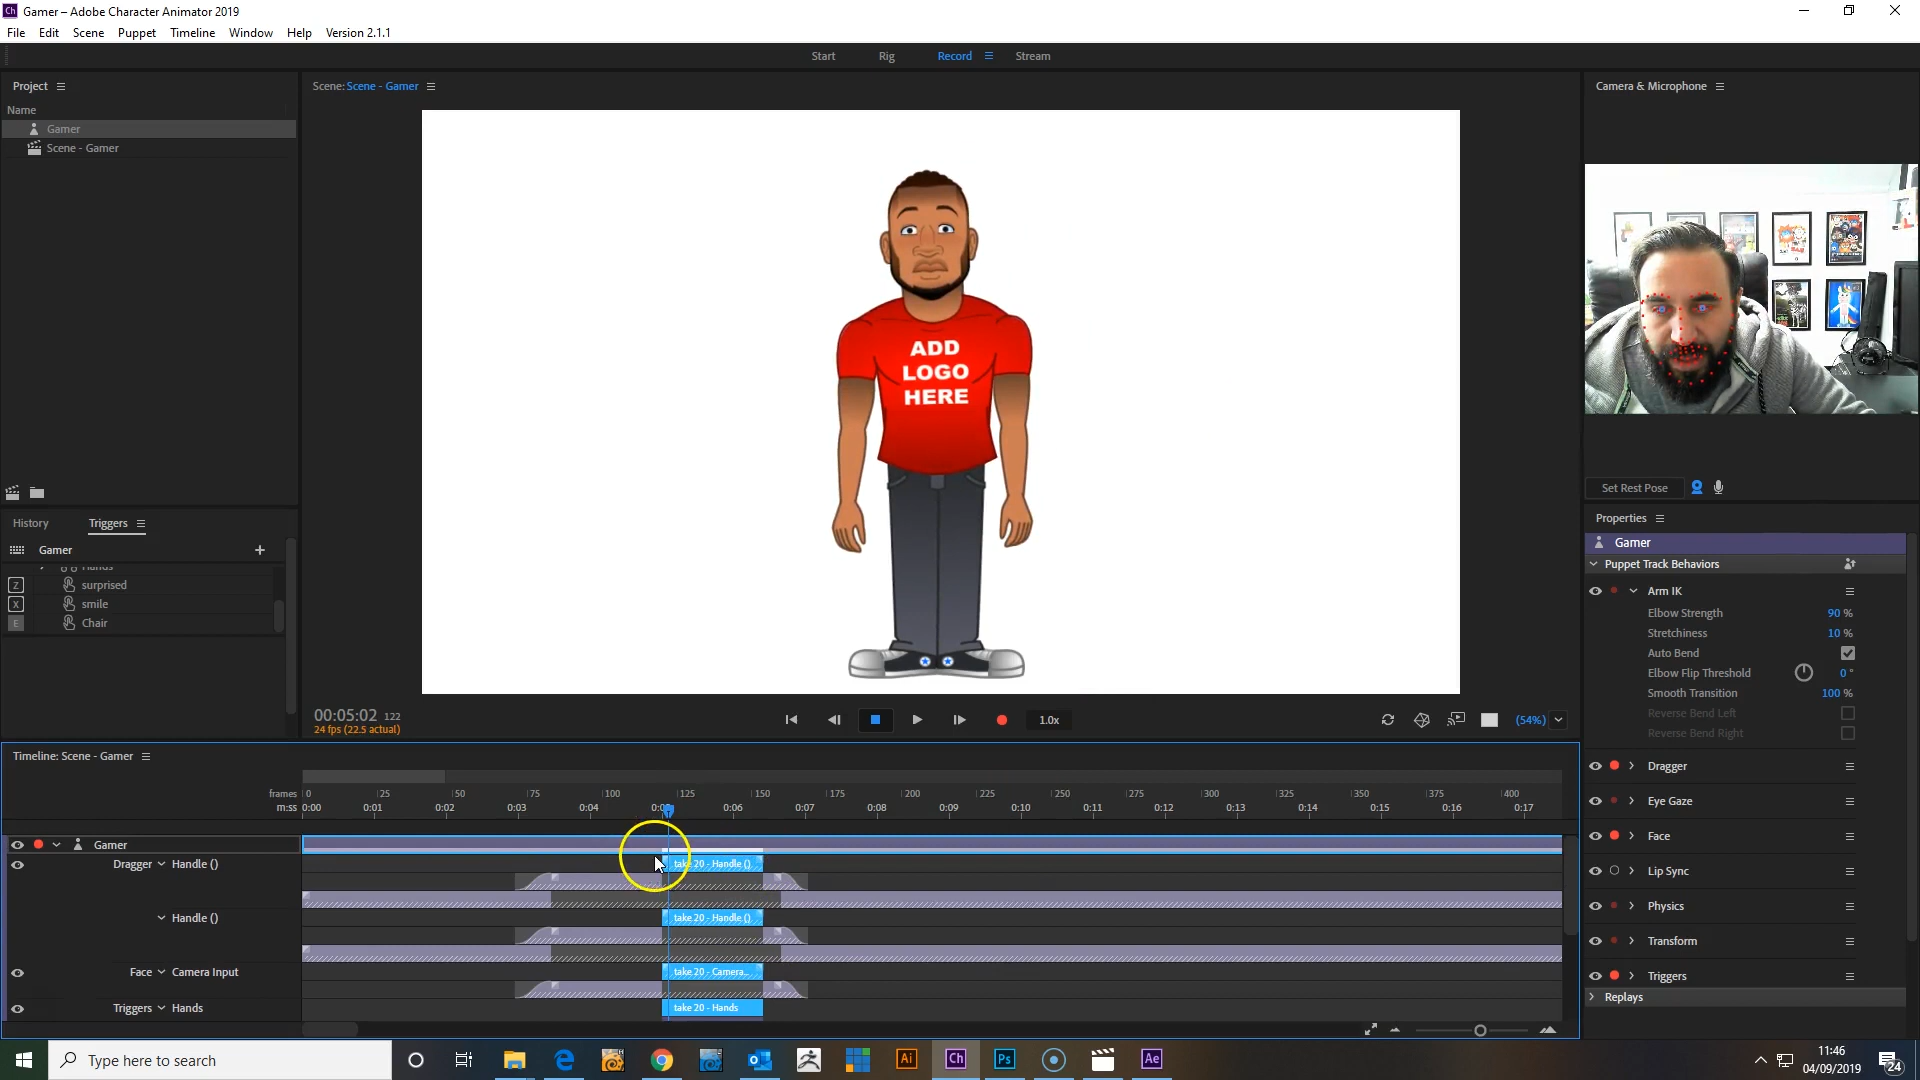 Ch Gamer – Adobe Character Animator 2019
File Edit Scene Puppet Timeline Window Help Version 2.1.1
Start Rig Record Stream
Project
Name
Gamer
Scene - Gamer
Scene: Scene - Gamer
ADD
LOGO
HERE
Camera & Microphone
Set Rest Pose
History Triggers
Gamer +
Hands
Z surprised
X smile
E Chair
00:05:02 122
24 fps (22.5 actual)
1.0x
(54%)
Properties
Gamer
Puppet Track Behaviors
Arm IK
Elbow Strength 90 %
Stretchiness 10 %
Auto Bend
Elbow Flip Threshold 0 °
Smooth Transition 100 %
Reverse Bend Left
Reverse Bend Right
Dragger
Eye Gaze
Face
Lip Sync
Physics
Transform
Triggers
Replays
Timeline: Scene - Gamer
frames 0 25 50 75 100 125 150 175 200 225 250 275 300 325 350 375 400
m:ss 0:00 0:01 0:02 0:03 0:04 0:06 0:07 0:08 0:09 0:10 0:11 0:12 0:13 0:14 0:15 0:16 0:17
Gamer
Dragger Handle () take 20 - Handle ()
Handle () take 20 - Handle ()
Face Camera Input take 20 - Camera...
Triggers Hands take 20 - Hands
Type here to search
Ai Ch Ps Ae
11:46
04/09/2019
24